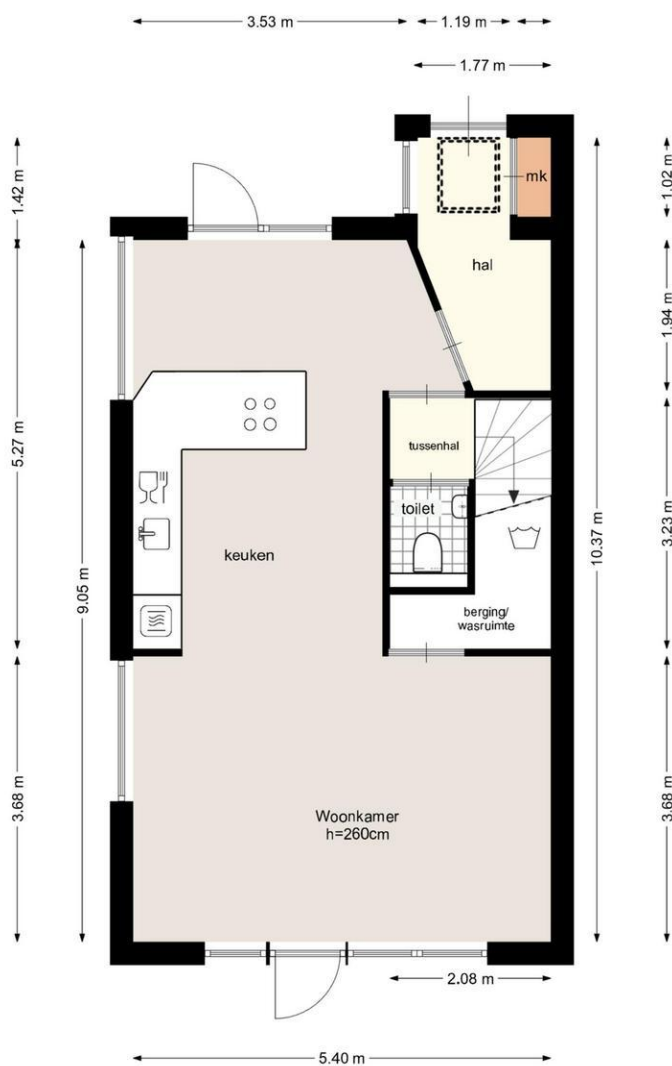 3.53 m
1.19 m
1.77 m
1.42 m
mk
1.02 m
hal
1.94 m
5.27 m
tussenhal
toilet
3.23 m
10.37 m
keuken
9.05 m
berging/
wasruimte
3.68 m
Woonkamer
h=260cm
3.68 m
2.08 m
5.40 m